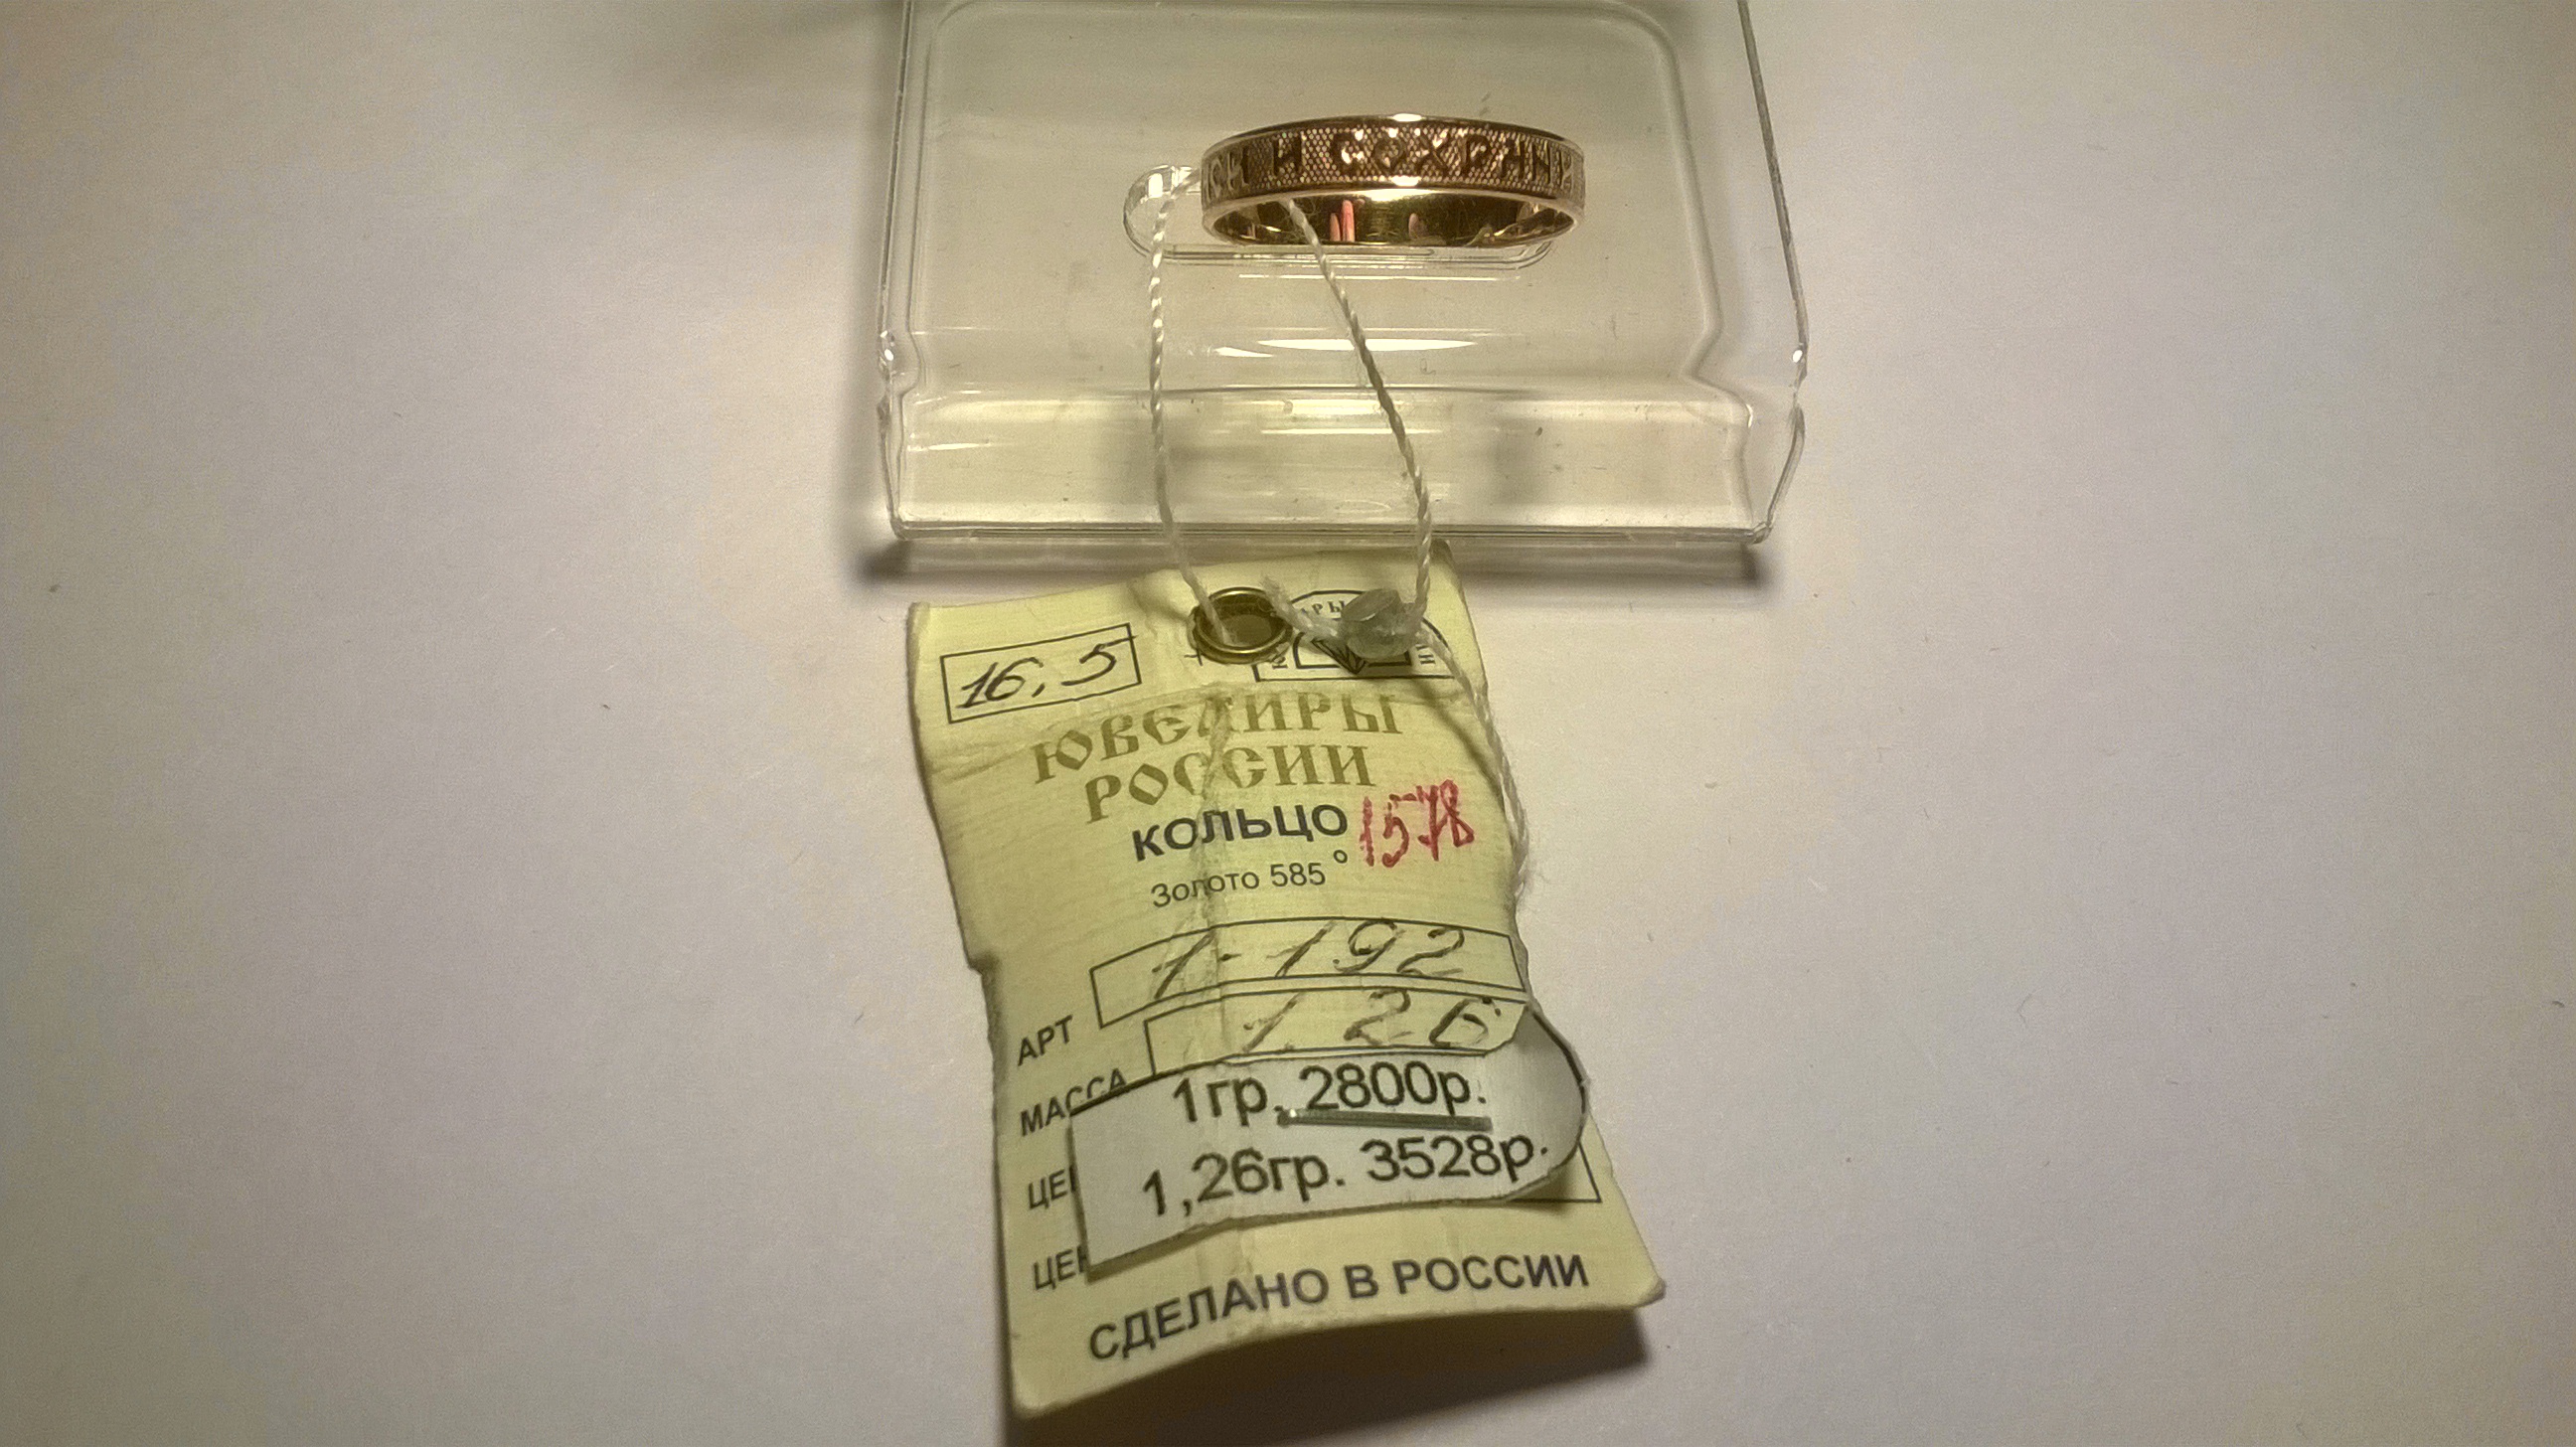 И СОХРАНИ
16,5
ЮВЕЛИРЫ
РОССИИ
КОЛЬЦО 1578
Золото 585°
АРТ 1-192
МАССА 1,26
1гр. 2800р.
1,26гр. 3528р.
СДЕЛАНО В РОССИИ